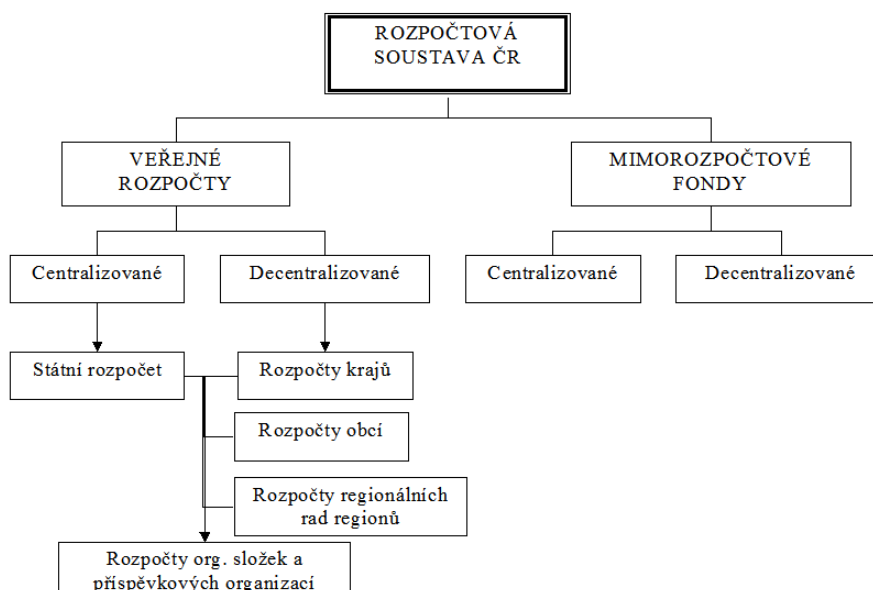 ROZPOČTOVÁ
SOUSTAVA ČR
VEŘEJNÉ
ROZPOČTY
MIMOROZPOČTOVÉ
FONDY
Centralizované
Decentralizované
Centralizované
Decentralizované
Státní rozpočet
Rozpočty krajů
Rozpočty obcí
Rozpočty regionálních
rad regionů
Rozpočty org. složek a
příspěvkových organizací